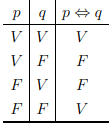 p q p ⇔ q
V V V
V F F
F V F
F F V